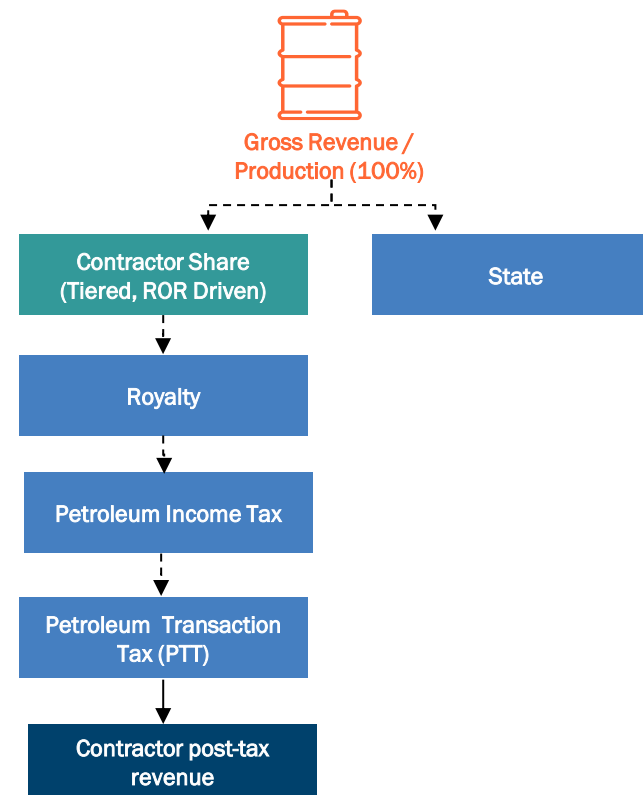 Gross Revenue /
Production (100%)
Contractor Share
(Tiered, ROR Driven)
State
Royalty
Petroleum Income Tax
Petroleum Transaction
Tax (PTT)
Contractor post-tax
revenue